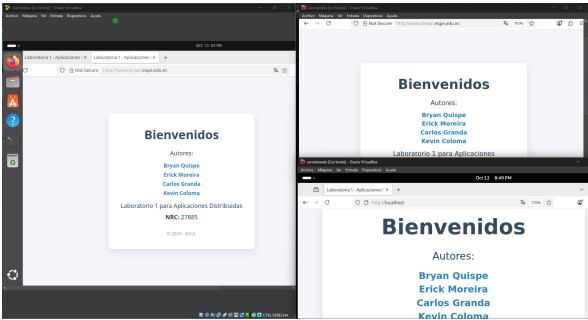 Archivo Máquina Ver Entrada Dispositivos Ayuda
Oct 13 01:49
Laboratorio 1 - Aplicaciones
Laboratorio 1 - Aplicaciones
Not Secure http://www.bryan.espe.edu.ec
Bienvenidos
Autores:
Bryan Quispe
Erick Moreira
Carlos Granda
Kevin Coloma
Laboratorio 1 para Aplicaciones Distribuidas
NRC: 27885
CTRL DERECHA
Archivo Máquina Ver Entrada Dispositivos Ayuda
Not Secure http://www.bryan.espe.edu.ec
Bienvenidos
Autores:
Bryan Quispe
Erick Moreira
Carlos Granda
Kevin Coloma
Laboratorio 1 para Aplicaciones
Archivo Máquina Ver Entrada Dispositivos Ayuda
Oct 12 8:49 PM
Laboratorio 1 - Aplicaciones
http://localhost
Bienvenidos
Autores:
Bryan Quispe
Erick Moreira
Carlos Granda
Kevin Coloma